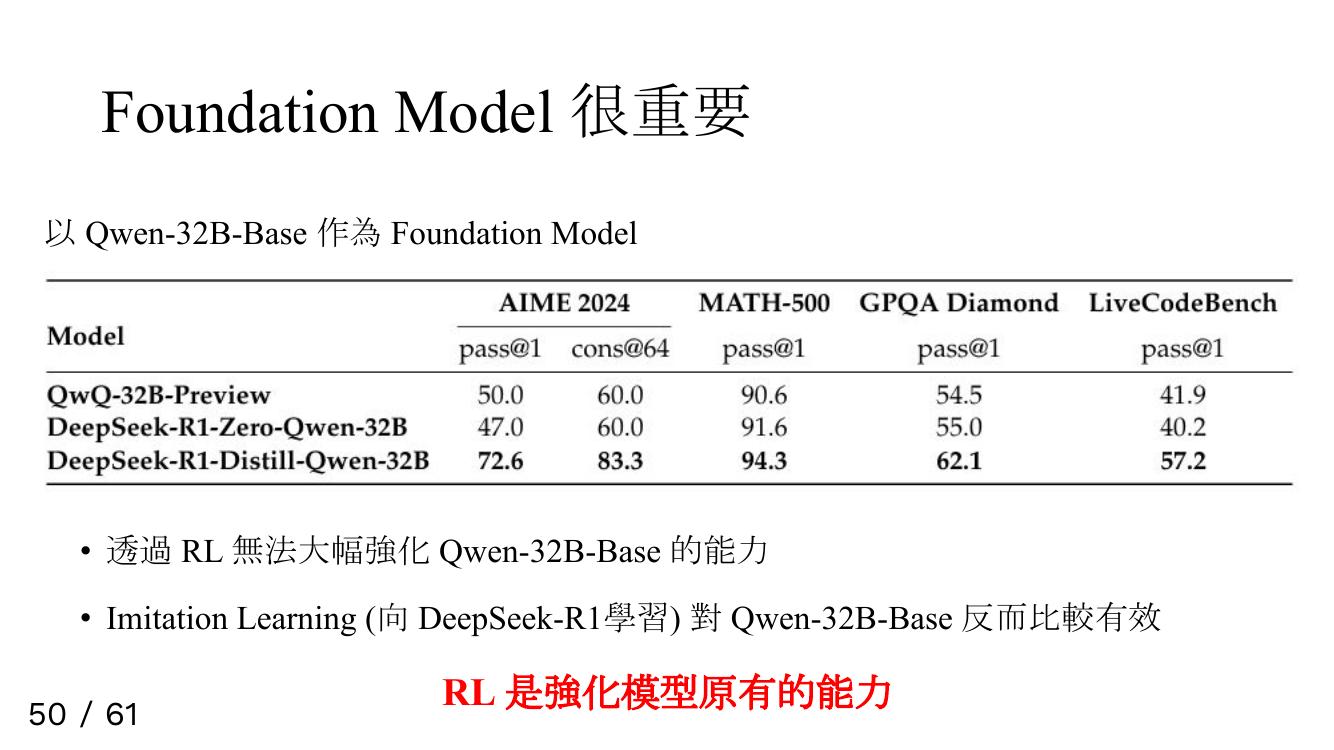 Foundation Model 很重要
以 Qwen-32B-Base 作為 Foundation Model
Model AIME 2024 MATH-500 GPQA Diamond LiveCodeBench
pass@1 cons@64 pass@1 pass@1 pass@1
QwQ-32B-Preview 50.0 60.0 90.6 54.5 41.9
DeepSeek-R1-Zero-Qwen-32B 47.0 60.0 91.6 55.0 40.2
DeepSeek-R1-Distill-Qwen-32B 72.6 83.3 94.3 62.1 57.2
• 透過 RL 無法大幅強化 Qwen-32B-Base 的能力
• Imitation Learning (向 DeepSeek-R1學習) 對 Qwen-32B-Base 反而比較有效
RL 是強化模型原有的能力
50 / 61